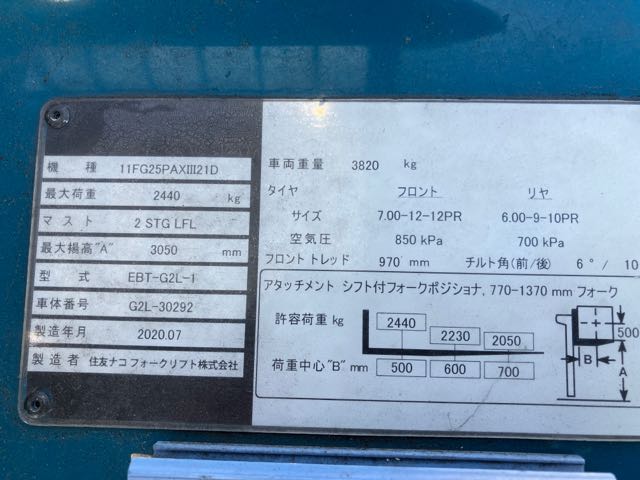 機 種 11FG25PAXIII21D
最大荷重 2440 kg
マスト 2 STG LFL
最大揚高"A" 3050 mm
型 式 EBT-G2L-1
車体番号 G2L-30292
製造年月 2020.07
製造者 住友ナコフォークリフト株式会社
車両重量 3820 kg
タイヤ フロント リヤ
サイズ 7.00-12-12PR 6.00-9-10PR
空気圧 850 kPa 700 kPa
フロント トレッド 970 mm チルト角(前/後) 6°/ 10
アタッチメント シフト付フォークポジショナ, 770-1370 mm フォーク
許容荷重 kg 2440 2230 2050
荷重中心"B" mm 500 600 700
500
B
A